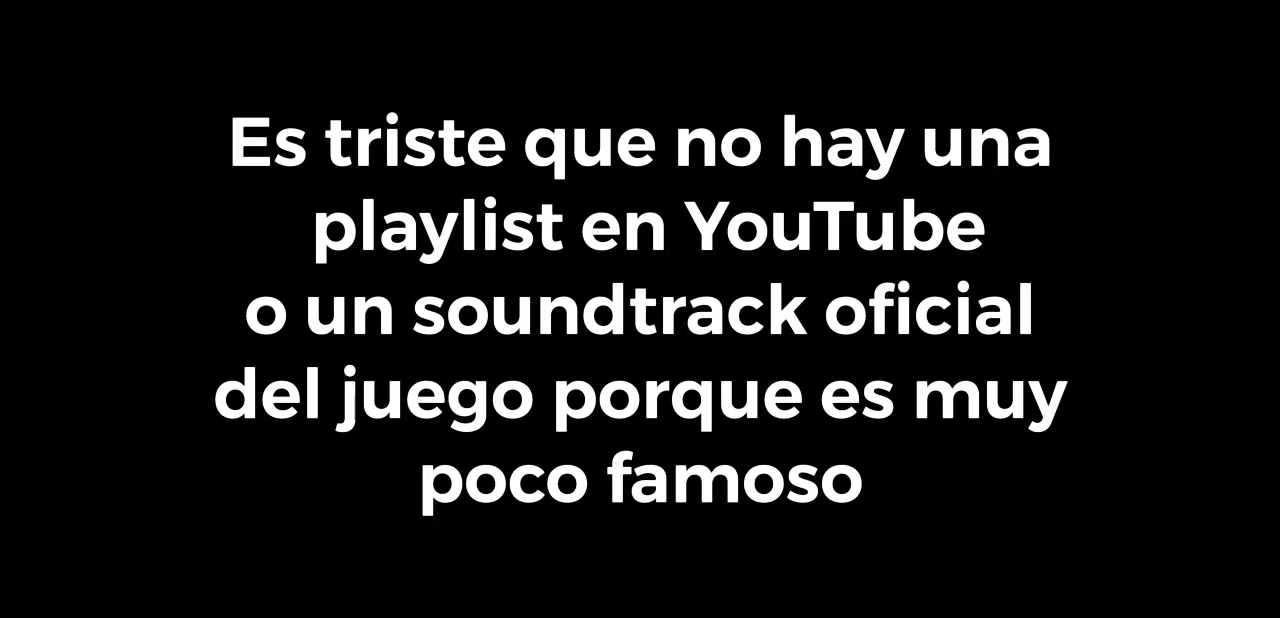 Es triste que no hay una
playlist en YouTube
o un soundtrack oficial
del juego porque es muy
poco famoso